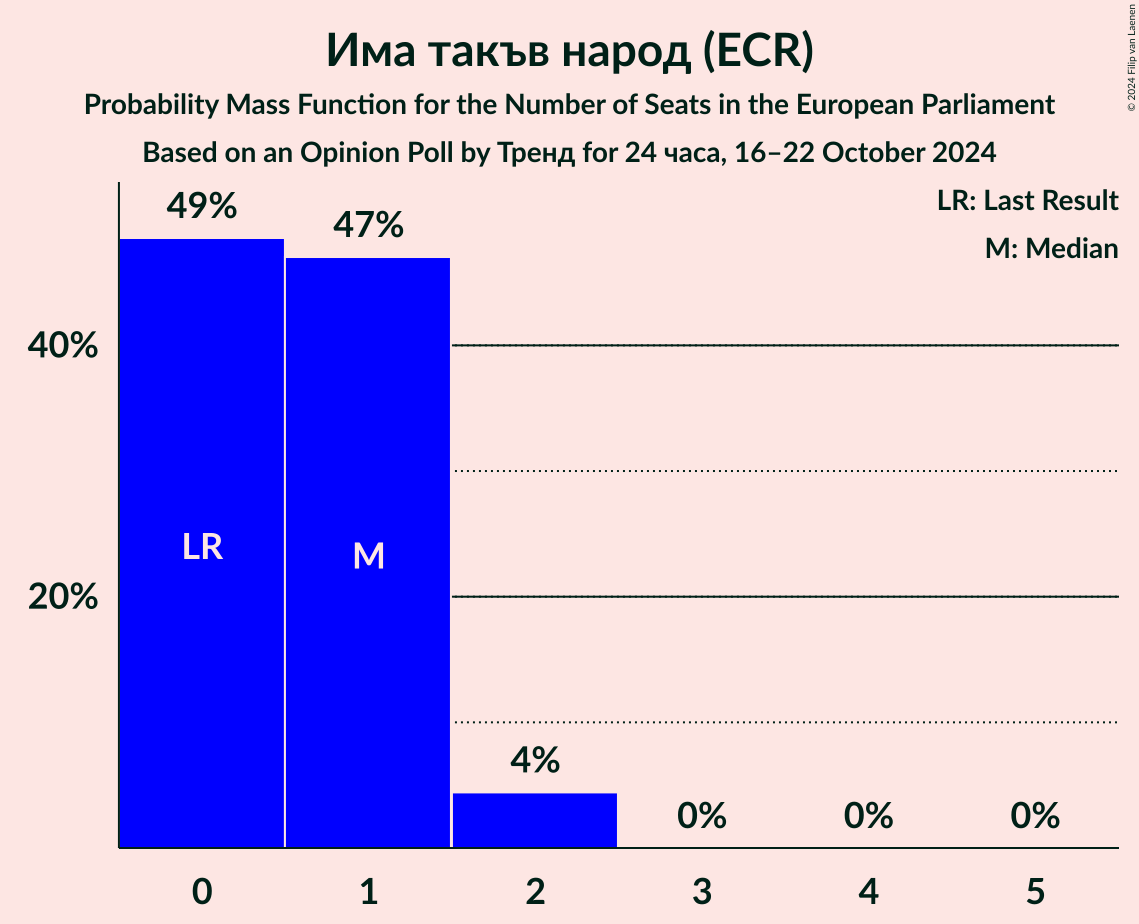 Има такъв народ (ECR)
Probability Mass Function for the Number of Seats in the European Parliament
Based on an Opinion Poll by Тренд for 24 часа, 16–22 October 2024
© 2024 Filip van Laenen
LR: Last Result
M: Median
49%
47%
40%
LR
M
20%
4%
0%
0%
0%
0
1
2
3
4
5